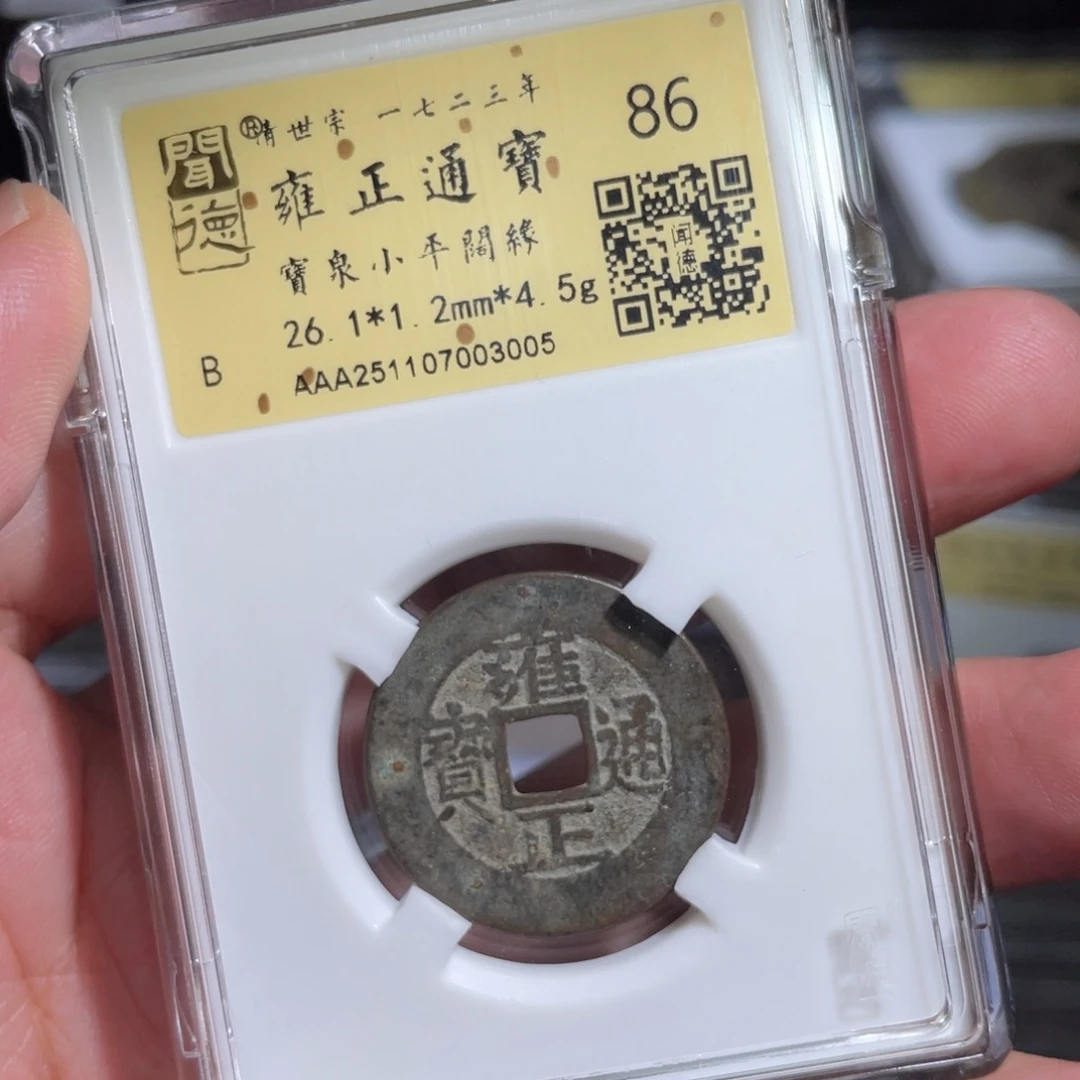 聞德
®清世宗 一七二三年
86
雍正通寶
寶泉小平闊緣
闻德
26.1*1.2mm*4.5g
B
AAA251107003005
雍正通寶